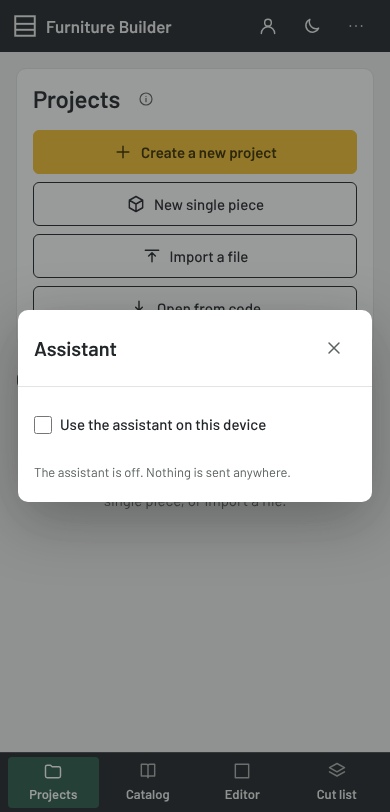 Furniture Builder
Projects
Create a new project
New single piece
Import a file
Open from code
Assistant
Use the assistant on this device
The assistant is off. Nothing is sent anywhere.
single piece, or import a file.
Projects
Catalog
Editor
Cut list